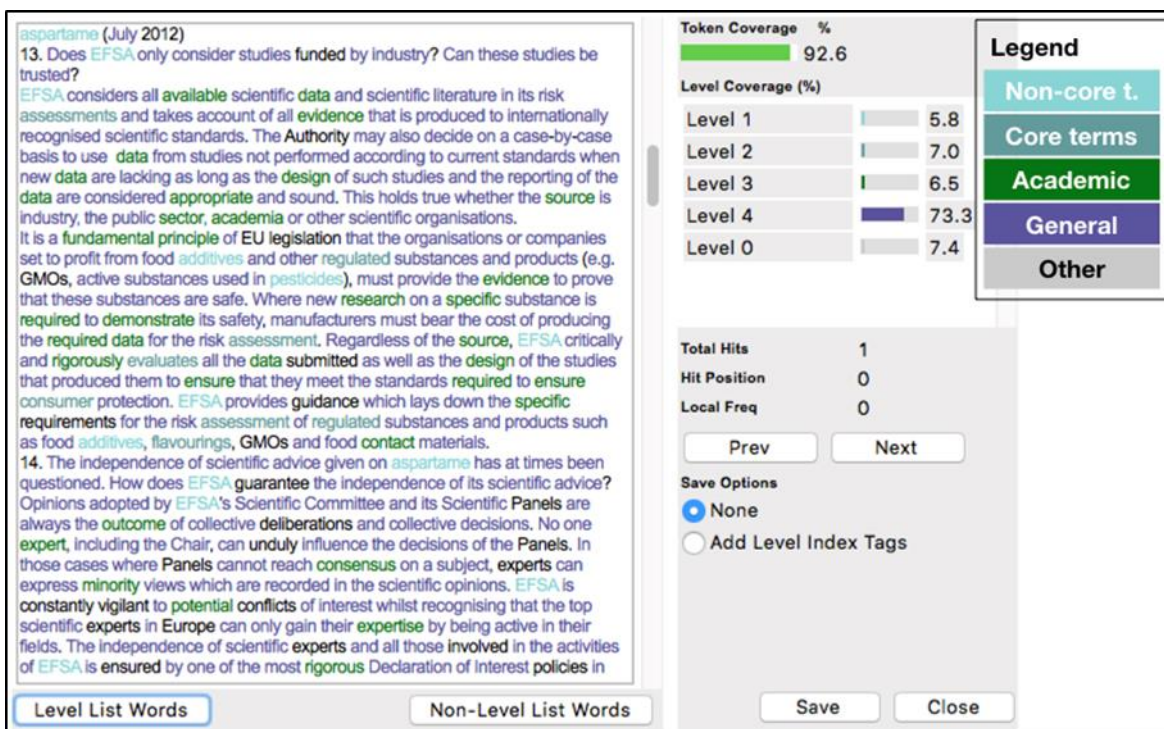 aspartame (July 2012)
13. Does EFSA only consider studies funded by industry? Can these studies be
trusted?
EFSA considers all available scientific data and scientific literature in its risk
assessments and takes account of all evidence that is produced to internationally
recognised scientific standards. The Authority may also decide on a case-by-case
basis to use data from studies not performed according to current standards when
new data are lacking as long as the design of such studies and the reporting of the
data are considered appropriate and sound. This holds true whether the source is
industry, the public sector, academia or other scientific organisations.
It is a fundamental principle of EU legislation that the organisations or companies
set to profit from food additives and other regulated substances and products (e.g.
GMOs, active substances used in pesticides), must provide the evidence to prove
that these substances are safe. Where new research on a specific substance is
required to demonstrate its safety, manufacturers must bear the cost of producing
the required data for the risk assessment. Regardless of the source, EFSA critically
and rigorously evaluates all the data submitted as well as the design of the studies
that produced them to ensure that they meet the standards required to ensure
consumer protection. EFSA provides guidance which lays down the specific
requirements for the risk assessment of regulated substances and products such
as food additives, flavourings, GMOs and food contact materials.
14. The independence of scientific advice given on aspartame has at times been
questioned. How does EFSA guarantee the independence of its scientific advice?
Opinions adopted by EFSA's Scientific Committee and its Scientific Panels are
always the outcome of collective deliberations and collective decisions. No one
expert, including the Chair, can unduly influence the decisions of the Panels. In
those cases where Panels cannot reach consensus on a subject, experts can
express minority views which are recorded in the scientific opinions. EFSA is
constantly vigilant to potential conflicts of interest whilst recognising that the top
scientific experts in Europe can only gain their expertise by being active in their
fields. The independence of scientific experts and all those involved in the activities
of EFSA is ensured by one of the most rigorous Declaration of Interest policies in
Level List Words
Non-Level List Words
Token Coverage %
92.6
Level Coverage (%)
Level 1 5.8
Level 2 7.0
Level 3 6.5
Level 4 73.3
Level 0 7.4
Total Hits 1
Hit Position 0
Local Freq 0
Prev Next
Save Options
None
Add Level Index Tags
Save Close
Legend
Non-core t.
Core terms
Academic
General
Other